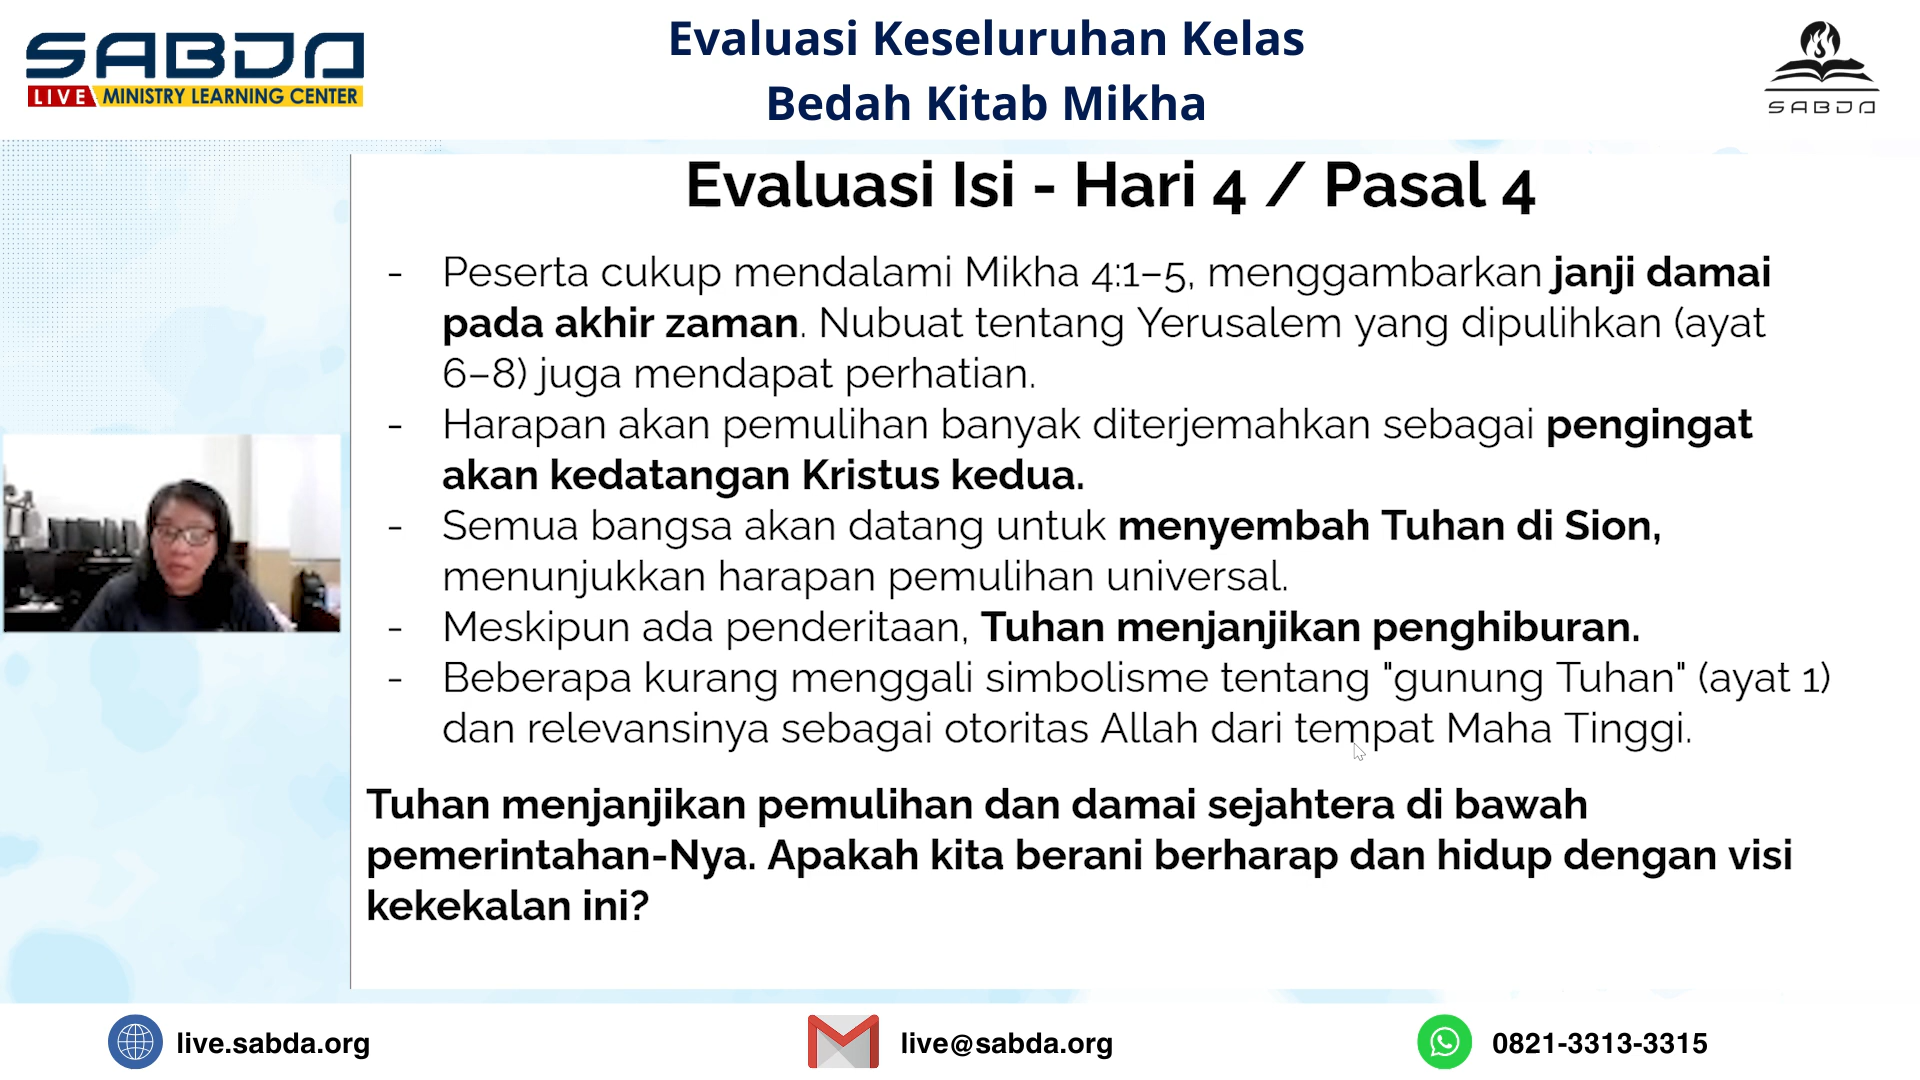 SABDA
LIVE MINISTRY LEARNING CENTER
Evaluasi Keseluruhan Kelas
Bedah Kitab Mikha
SABDA
Evaluasi Isi - Hari 4 / Pasal 4
- Peserta cukup mendalami Mikha 4:1–5, menggambarkan janji damai
pada akhir zaman. Nubuat tentang Yerusalem yang dipulihkan (ayat
6–8) juga mendapat perhatian.
- Harapan akan pemulihan banyak diterjemahkan sebagai pengingat
akan kedatangan Kristus kedua.
- Semua bangsa akan datang untuk menyembah Tuhan di Sion,
menunjukkan harapan pemulihan universal.
- Meskipun ada penderitaan, Tuhan menjanjikan penghiburan.
- Beberapa kurang menggali simbolisme tentang "gunung Tuhan" (ayat 1)
dan relevansinya sebagai otoritas Allah dari tempat Maha Tinggi.
Tuhan menjanjikan pemulihan dan damai sejahtera di bawah
pemerintahan-Nya. Apakah kita berani berharap dan hidup dengan visi
kekekalan ini?
live.sabda.org
live@sabda.org
0821-3313-3315